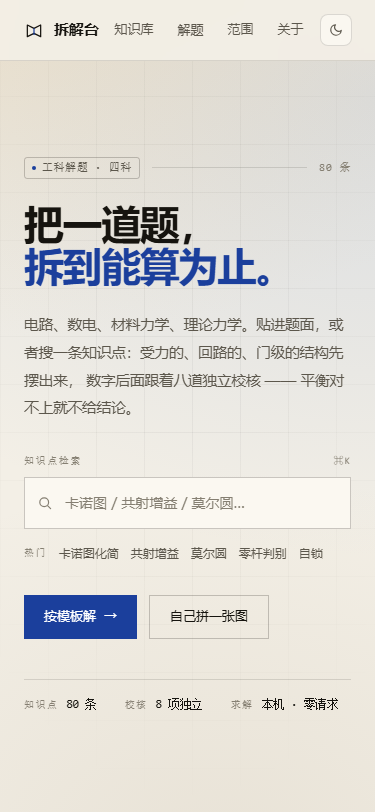 拆解台 知识库 解题 范围 关于
工科解题 · 四科 80 条
把一道题，
拆到能算为止。
电路、数电、材料力学、理论力学。贴进题面，或
者搜一条知识点：受力的、回路的、门级的结构先
摆出来， 数字后面跟着八道独立校核 —— 平衡对
不上就不给结论。
知识点检索 ⌘K
卡诺图 / 共射增益 / 莫尔圆…
热门 卡诺图化简 共射增益 莫尔圆 零杆判别 自锁
按模板解 → 自己拼一张图
知识点 80 条 校核 8 项独立 求解 本机 · 零请求